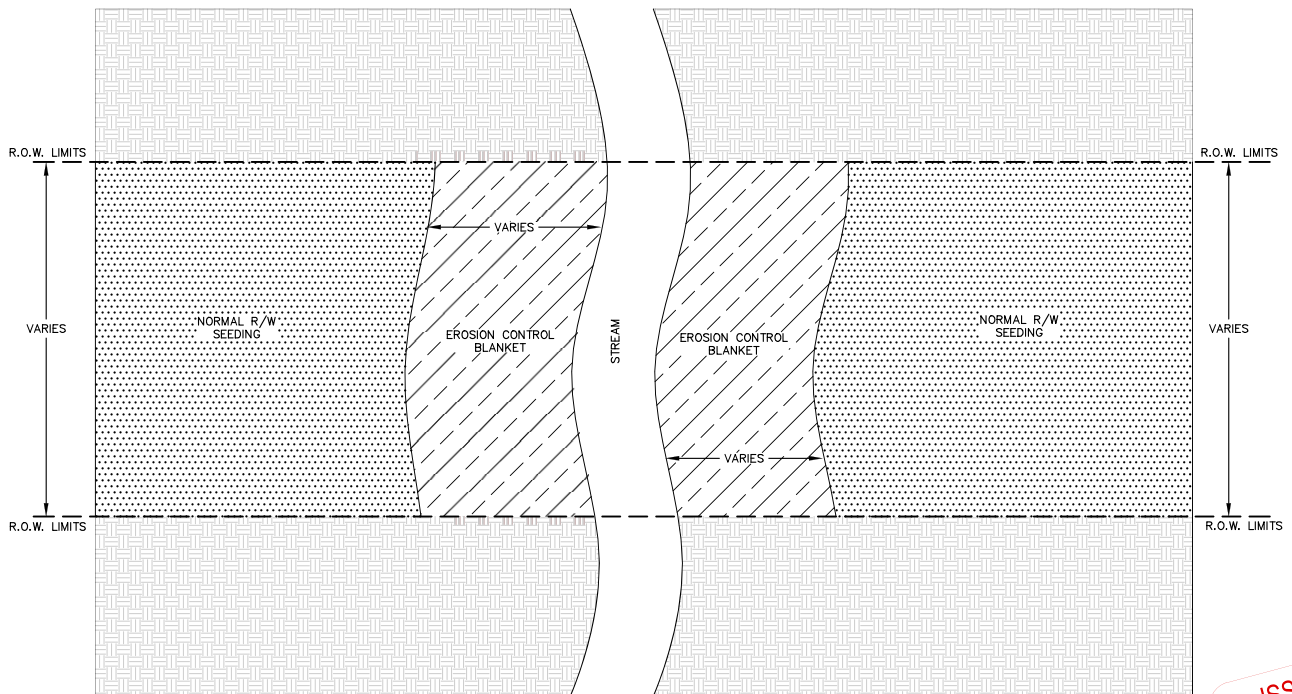 R.O.W. LIMITS
R.O.W. LIMITS
VARIES
VARIES
NORMAL R/W
SEEDING
EROSION CONTROL
BLANKET
STREAM
EROSION CONTROL
BLANKET
NORMAL R/W
SEEDING
VARIES
VARIES
R.O.W. LIMITS
R.O.W. LIMITS